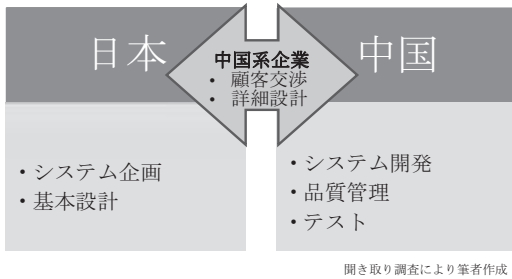 日本
中国系企業
・ 顧客交渉
・ 詳細設計
中国
・システム企画
・基本設計
・システム開発
・品質管理
・テスト
聞き取り調査により筆者作成